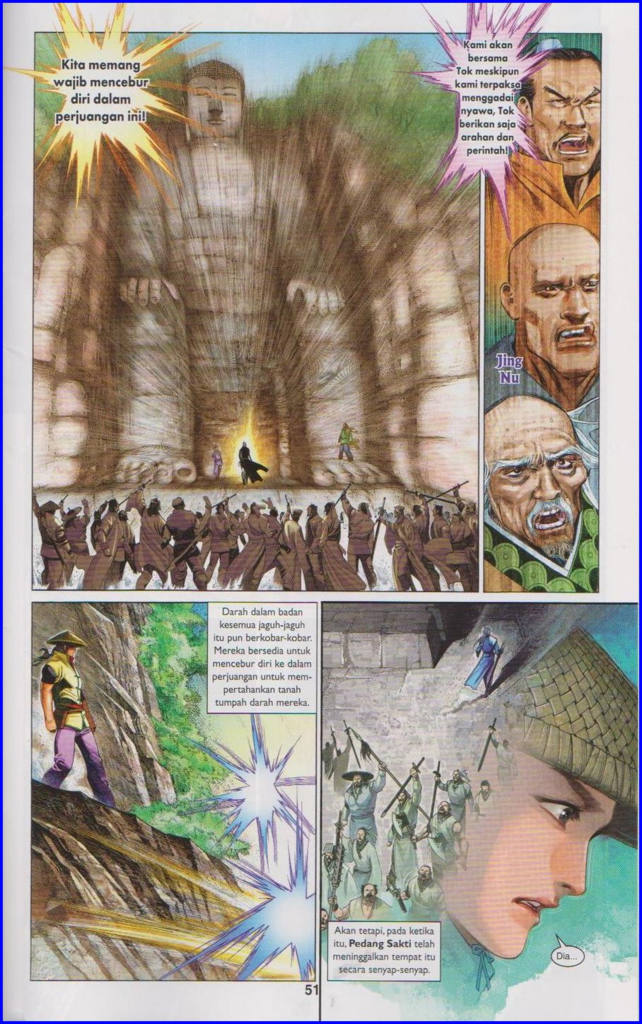 Kita memang
wajib mencebur
diri dalam
perjuangan ini!
Kami akan
bersama
Tok meskipun
kami terpaksa
menggadai
nyawa, Tok
berikan saja
arahan dan
perintah!
Jing
Nu
Darah dalam badan
kesemua jaguh-jaguh
itu pun berkobar-kobar.
Mereka bersedia untuk
mencebur diri ke dalam
perjuangan untuk mem-
pertahankan tanah
tumpah darah mereka.
Akan tetapi, pada ketika
itu, Pedang Sakti telah
meninggalkan tempat itu
secara senyap-senyap.
Dia...
51